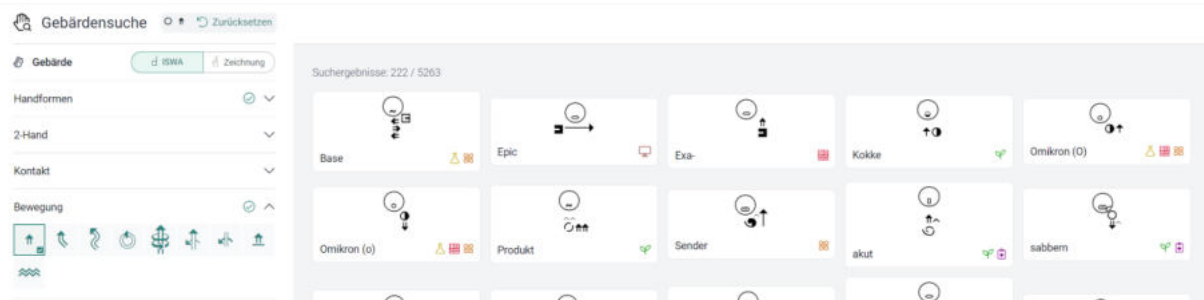 Gebärdensuche Zurücksetzen
Gebärde ISWA Zeichnung
Handformen
2-Hand
Kontakt
Bewegung
Suchergebnisse: 222 / 5263
Base
Epic
Exa-
Kokke
Omikron (O)
Omikron (o)
Produkt
Sender
akut
sabbern